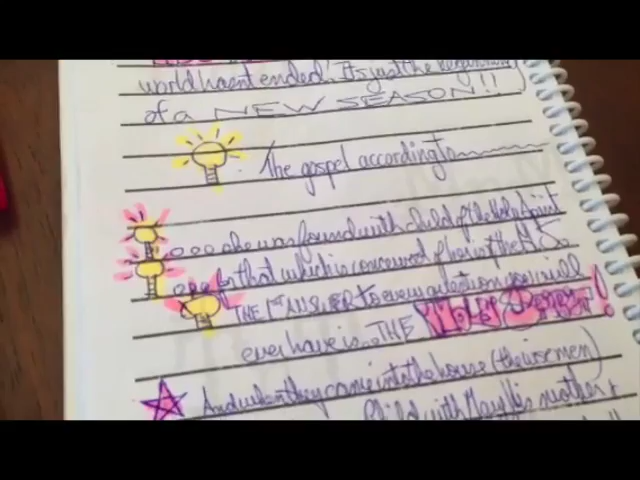 world hasnt ended. It's just the beginning
of a NEW SEASON!!
The gospel according to
ooo she was found with child of the Holy Spirit
ooo for that which is conceived of her is of the H.S.
THE 1st ANSWER to every question you will
ever have is... THE HOLY SPIRIT!
And when they came into the house (the wise men)
Child with Mary his mother +